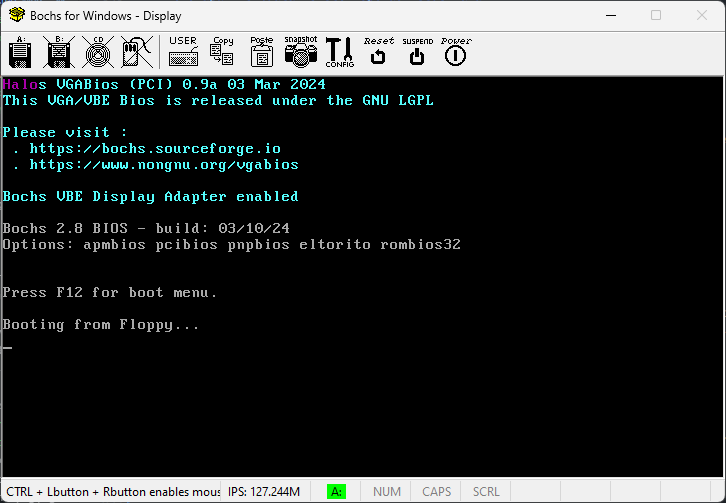 Bochs for Windows - Display
A:
B:
CD
USER
Copy
Paste
snapshot
CONFIG
Reset
SUSPEND
Power
Halos VGABios (PCI) 0.9a 03 Mar 2024
This VGA/VBE Bios is released under the GNU LGPL
Please visit :
. https://bochs.sourceforge.io
. https://www.nongnu.org/vgabios
Bochs VBE Display Adapter enabled
Bochs 2.8 BIOS - build: 03/10/24
Options: apmbios pcibios pnpbios eltorito rombios32
Press F12 for boot menu.
Booting from Floppy...
CTRL + Lbutton + Rbutton enables mous
IPS: 127.244M
A:
NUM
CAPS
SCRL